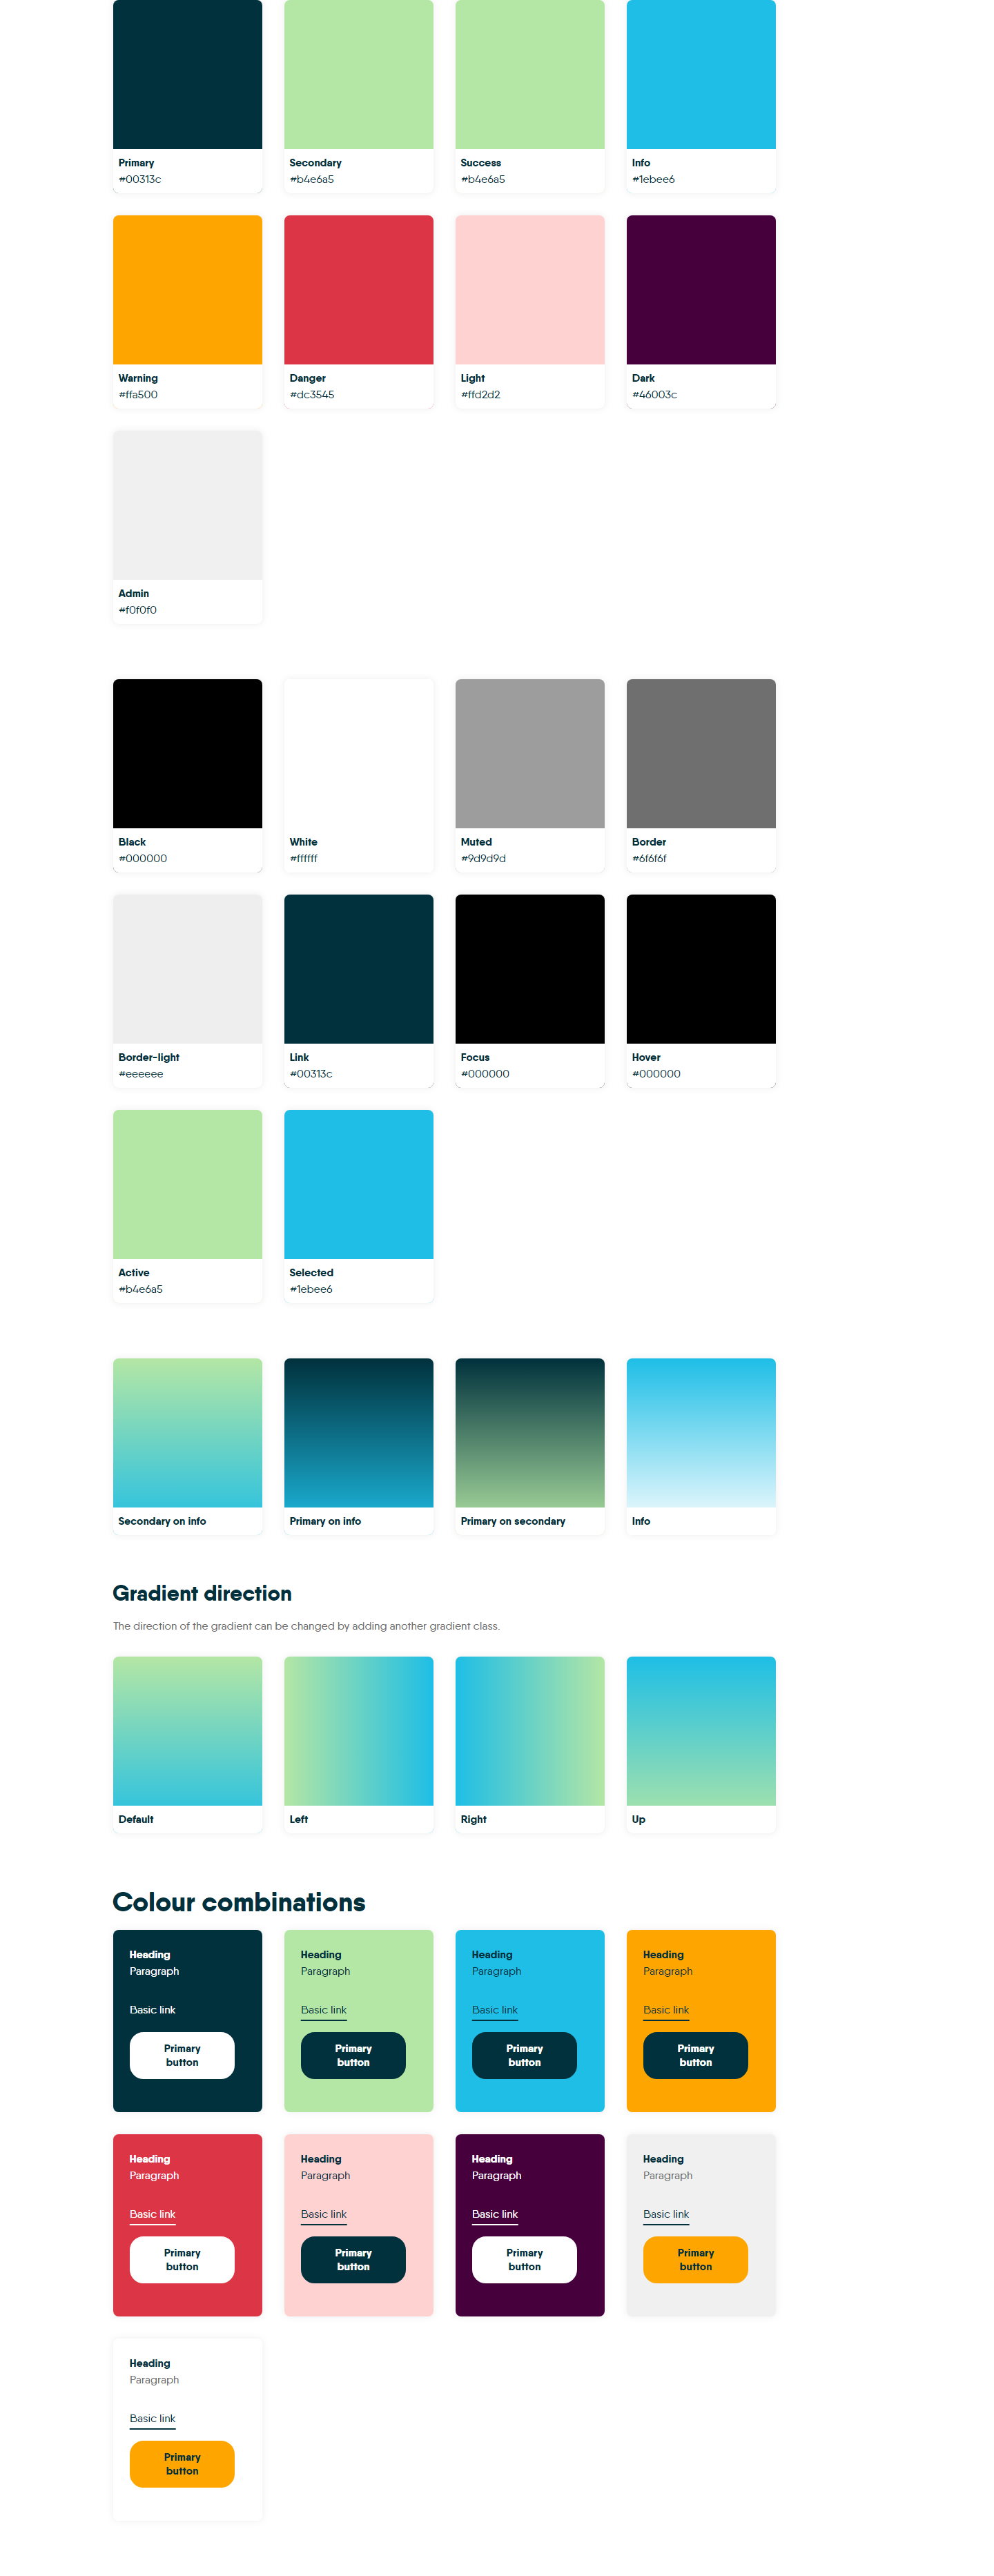 Primary
#00313c
Secondary
#b4e6a5
Success
#b4e6a5
Info
#1ebee6
Warning
#ffa500
Danger
#dc3545
Light
#ffd2d2
Dark
#46003c
Admin
#f0f0f0
Black
#000000
White
#ffffff
Muted
#9d9d9d
Border
#6f6f6f
Border-light
#eeeeee
Link
#00313c
Focus
#000000
Hover
#000000
Active
#b4e6a5
Selected
#1ebee6
Secondary on info
Primary on info
Primary on secondary
Info
Gradient direction
The direction of the gradient can be changed by adding another gradient class.
Default
Left
Right
Up
Colour combinations
Heading
Paragraph
Basic link
Primary
button
Heading
Paragraph
Basic link
Primary
button
Heading
Paragraph
Basic link
Primary
button
Heading
Paragraph
Basic link
Primary
button
Heading
Paragraph
Basic link
Primary
button
Heading
Paragraph
Basic link
Primary
button
Heading
Paragraph
Basic link
Primary
button
Heading
Paragraph
Basic link
Primary
button
Heading
Paragraph
Basic link
Primary
button